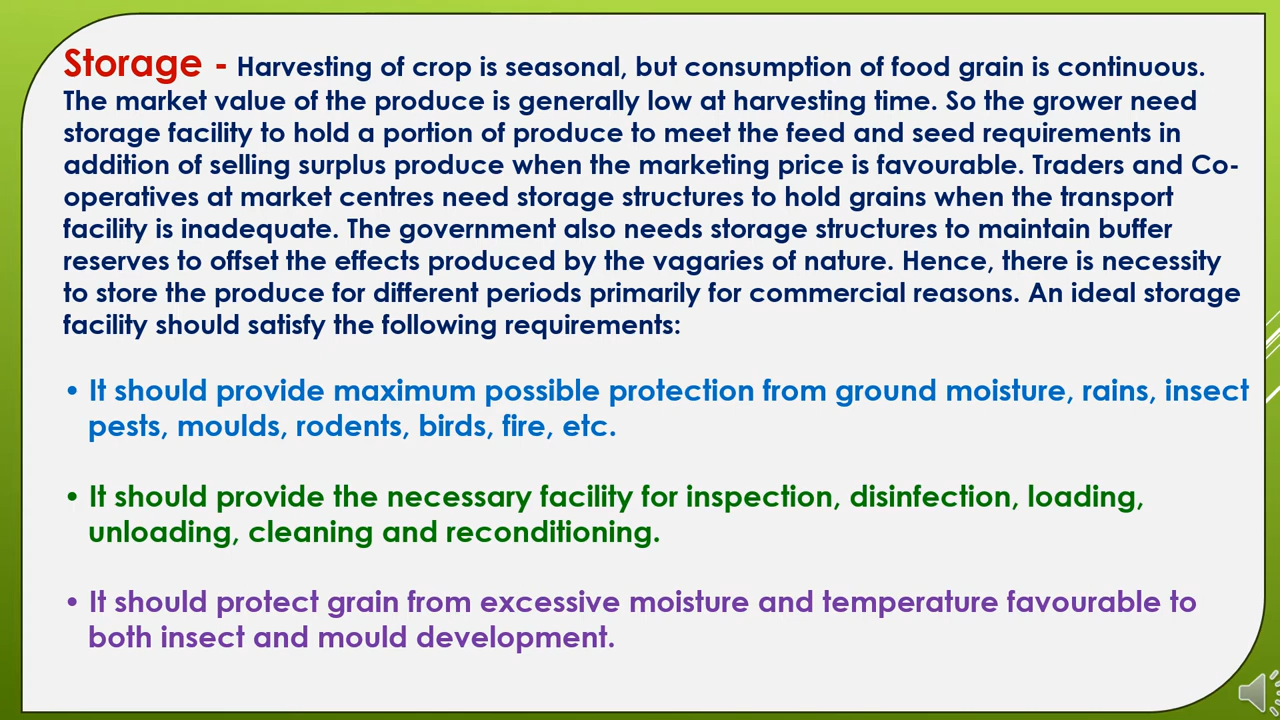 Storage - Harvesting of crop is seasonal, but consumption of food grain is continuous.
The market value of the produce is generally low at harvesting time. So the grower need
storage facility to hold a portion of produce to meet the feed and seed requirements in
addition of selling surplus produce when the marketing price is favourable. Traders and Co-
operatives at market centres need storage structures to hold grains when the transport
facility is inadequate. The government also needs storage structures to maintain buffer
reserves to offset the effects produced by the vagaries of nature. Hence, there is necessity
to store the produce for different periods primarily for commercial reasons. An ideal storage
facility should satisfy the following requirements:
• It should provide maximum possible protection from ground moisture, rains, insect
pests, moulds, rodents, birds, fire, etc.
• It should provide the necessary facility for inspection, disinfection, loading,
unloading, cleaning and reconditioning.
• It should protect grain from excessive moisture and temperature favourable to
both insect and mould development.